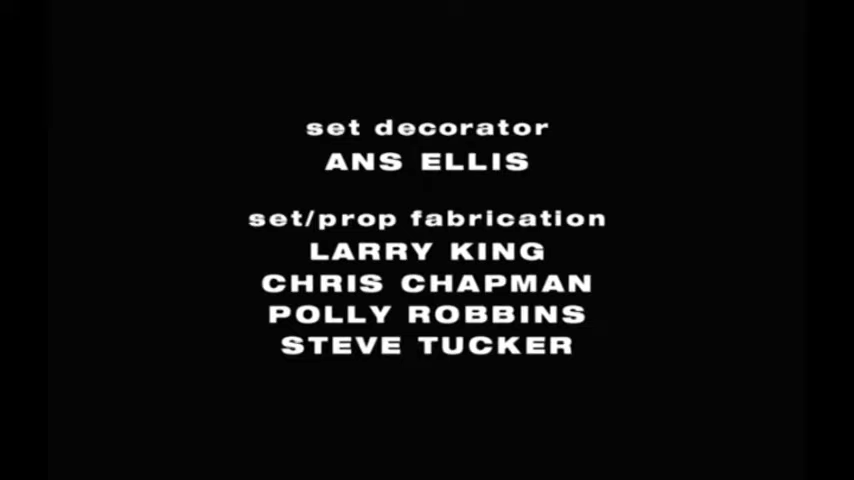 set decorator
ANS ELLIS
set/prop fabrication
LARRY KING
CHRIS CHAPMAN
POLLY ROBBINS
STEVE TUCKER